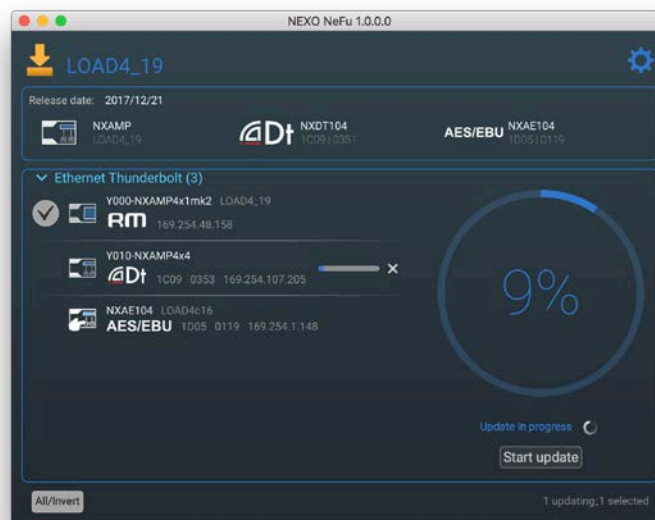 NEXO NeFu 1.0.0.0
LOAD4_19
Release date: 2017/12/21
NXAMP
LOAD4_19
Dt NXDT104
1C09|0351
AES/EBU NXAE104
1D05|0119
Ethernet Thunderbolt (3)
Y000-NXAMP4x1mk2 LOAD4_19
RM 169.254.48.158
Y010-NXAMP4x4
Dt 1C09 0353 169.254.107.205
NXAE104 LOAD4c16
AES/EBU 1D05 0119 169.254.1.148
9%
Update in progress
Start update
All/Invert
1 updating;1 selected